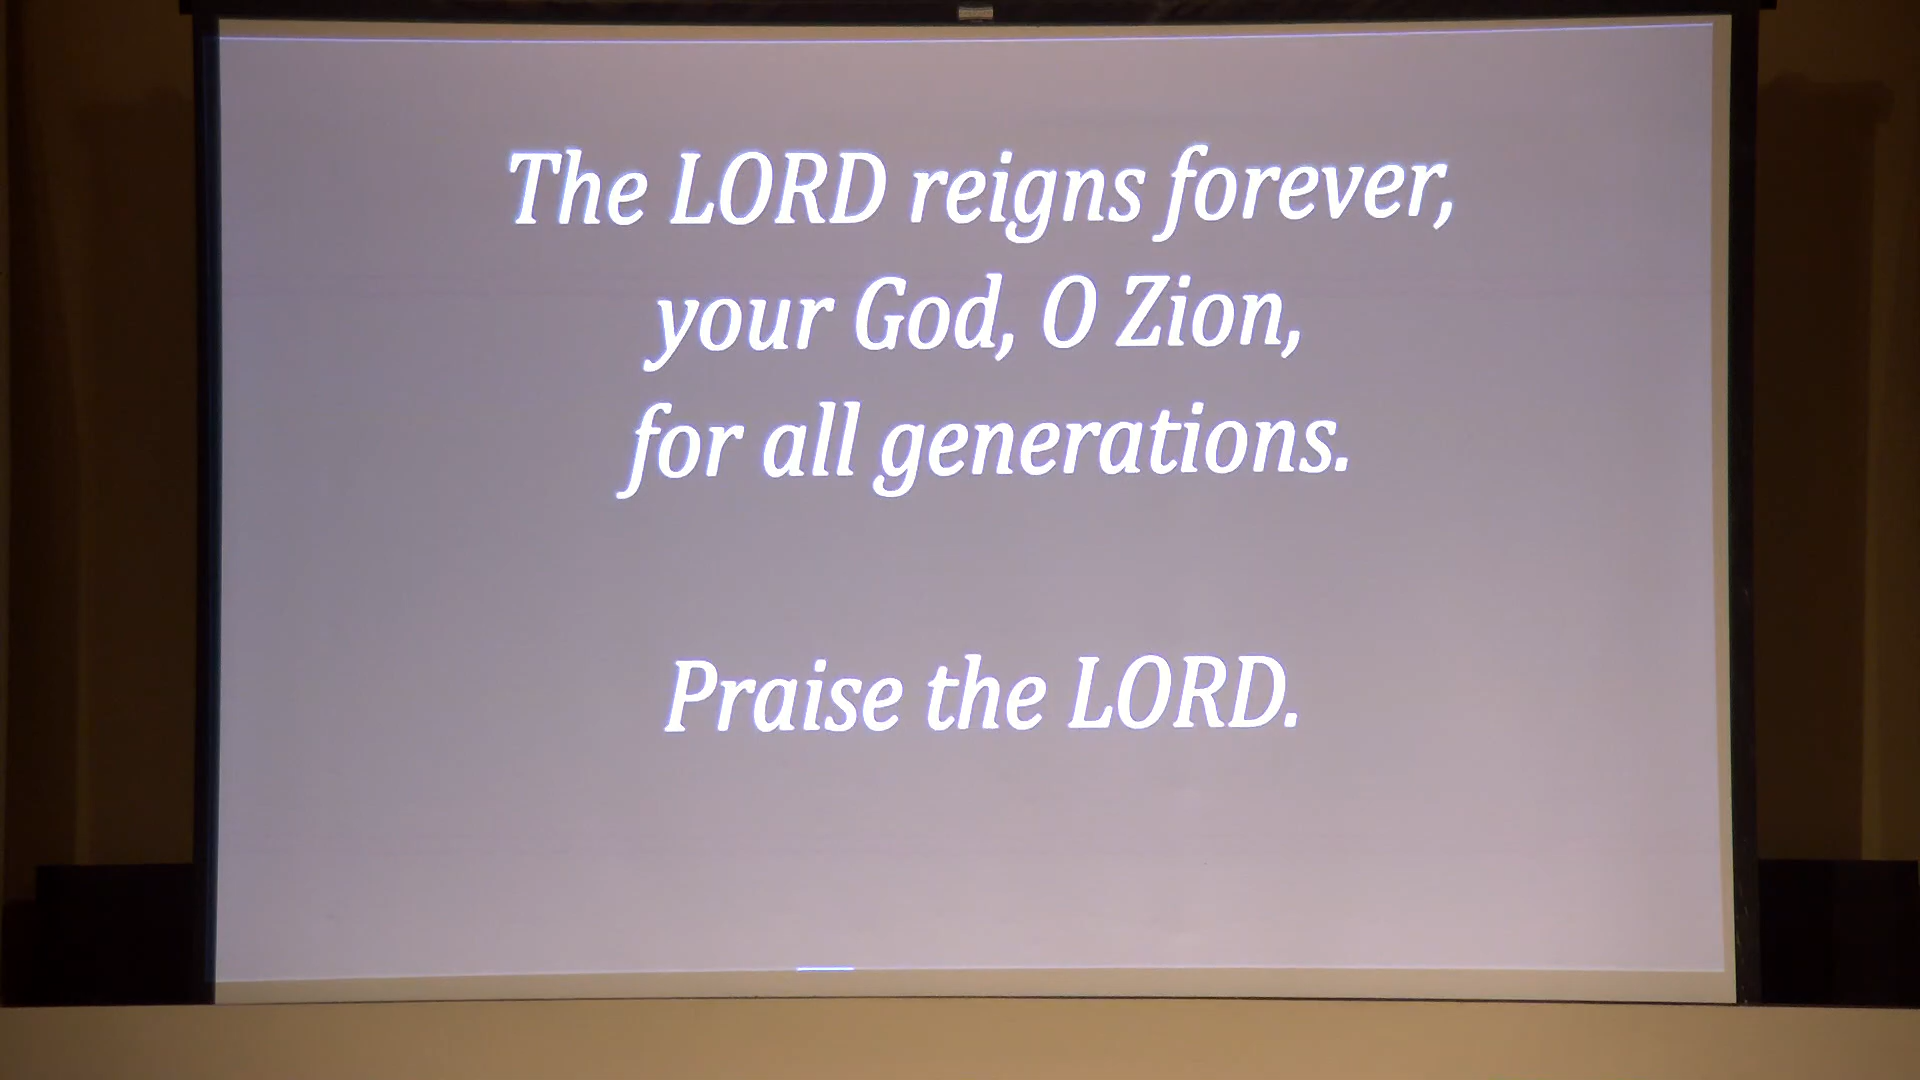 The LORD reigns forever,
your God, O Zion,
for all generations.
Praise the LORD.